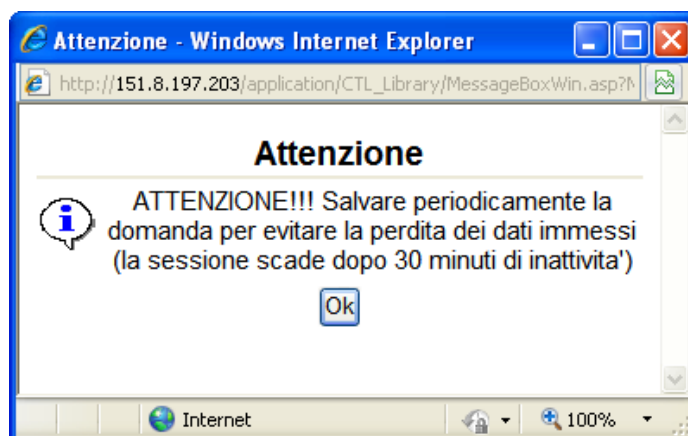 Attenzione - Windows Internet Explorer
http://151.8.197.203/application/CTL_Library/MessageBoxWin.asp?
Attenzione
ATTENZIONE!!! Salvare periodicamente la
domanda per evitare la perdita dei dati immessi
(la sessione scade dopo 30 minuti di inattivita')
Ok
Internet
100%